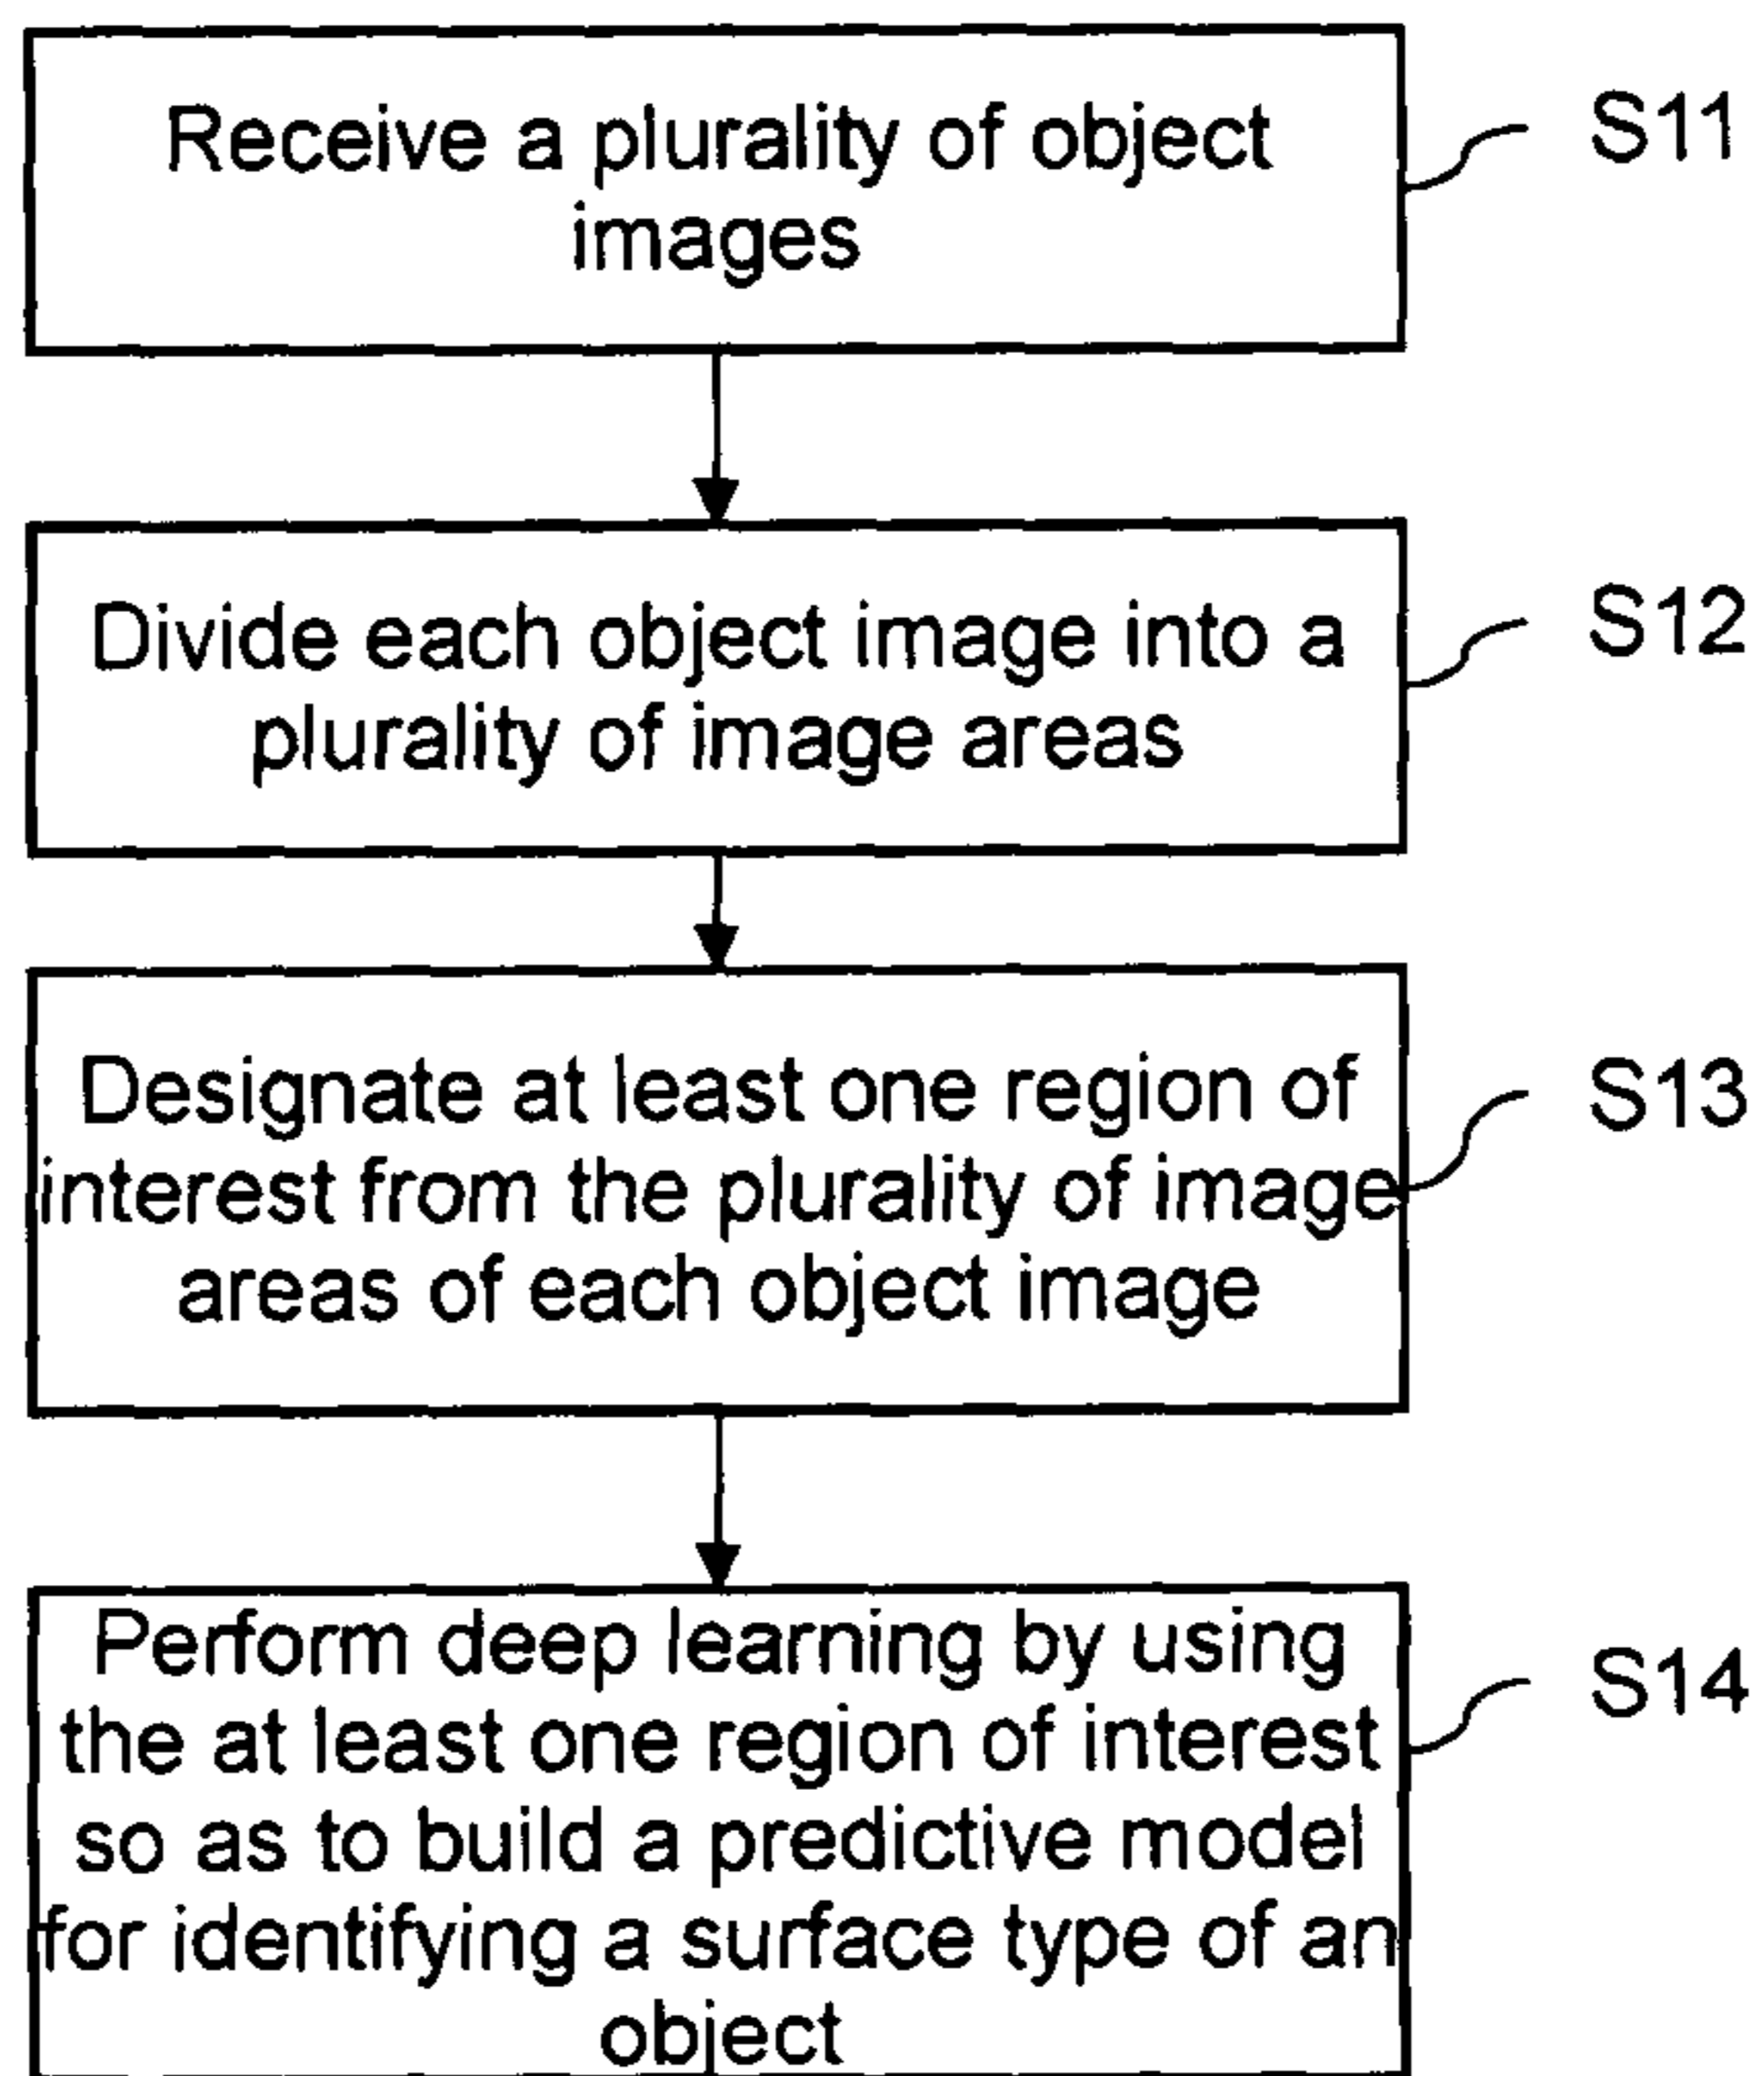 Receive a plurality of object
images
S11
Divide each object image into a
plurality of image areas
S12
Designate at least one region of
interest from the plurality of image
areas of each object image
S13
Perform deep learning by using
the at least one region of interest
so as to build a predictive model
for identifying a surface type of an
object
S14